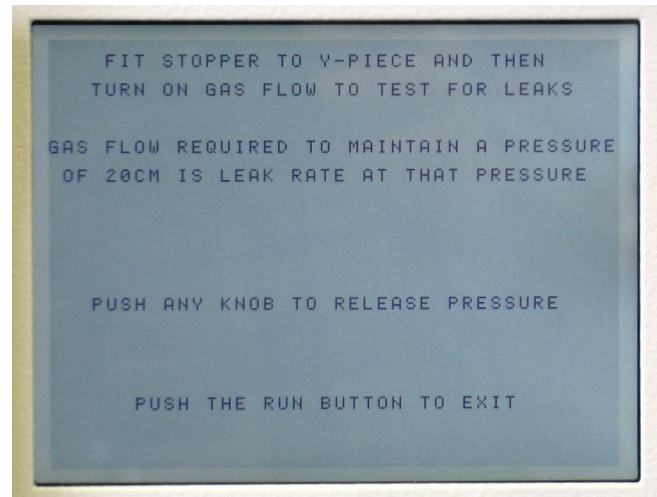 FIT STOPPER TO Y-PIECE AND THEN
TURN ON GAS FLOW TO TEST FOR LEAKS
GAS FLOW REQUIRED TO MAINTAIN A PRESSURE
OF 20CM IS LEAK RATE AT THAT PRESSURE
PUSH ANY KNOB TO RELEASE PRESSURE
PUSH THE RUN BUTTON TO EXIT